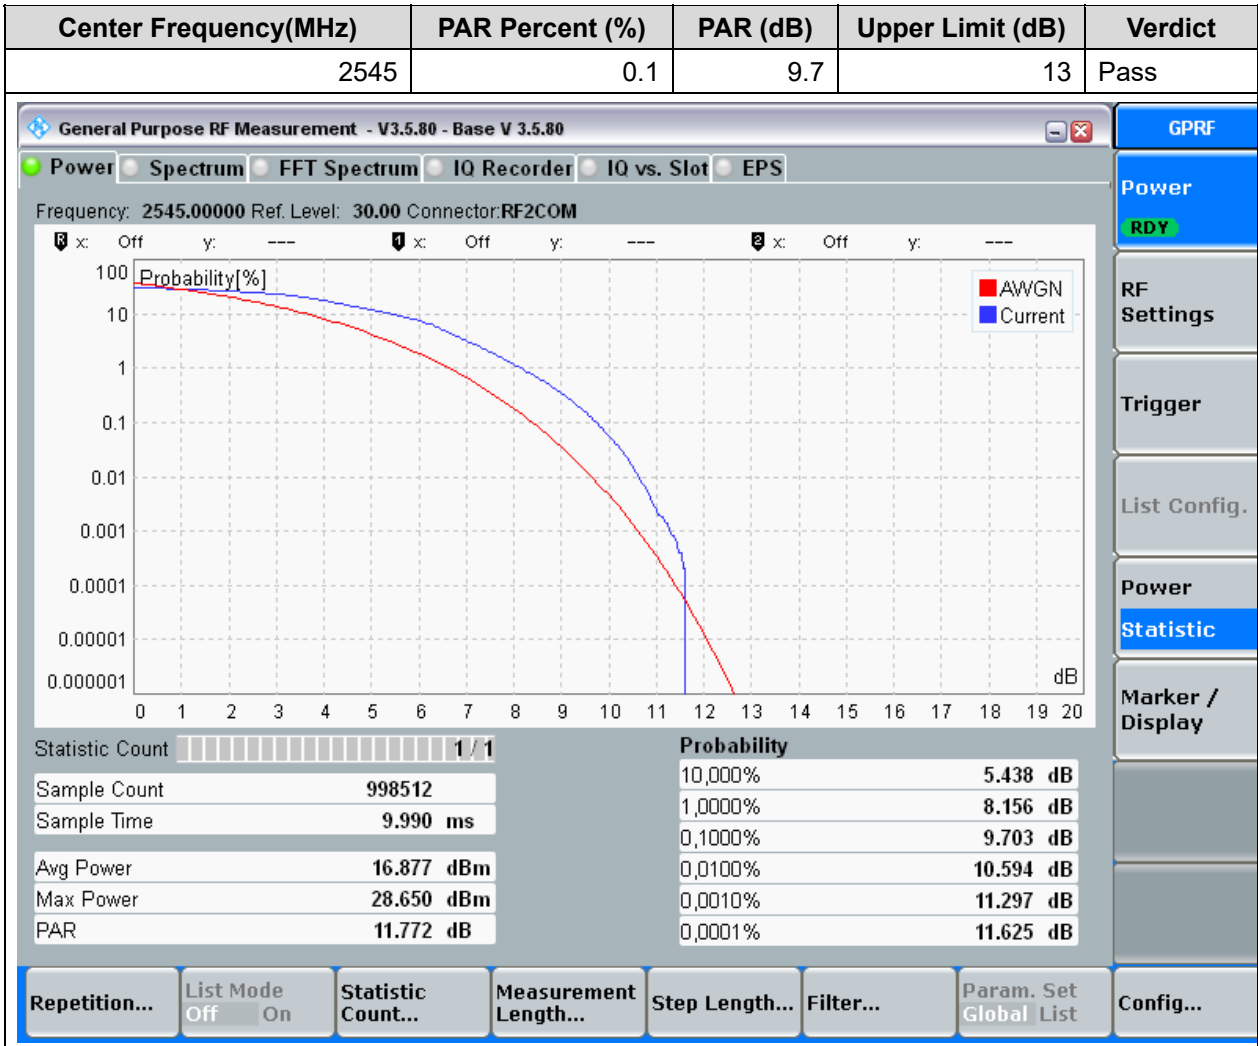 Center Frequency(MHz) PAR Percent (%) PAR (dB) Upper Limit (dB) Verdict
2545 0.1 9.7 13 Pass
General Purpose RF Measurement - V3.5.80 - Base V 3.5.80
GPRF
Power Spectrum FFT Spectrum IQ Recorder IQ vs. Slot EPS
Frequency: 2545.00000 Ref. Level: 30.00 Connector:RF2COM
R x: Off y: --- 1 x: Off y: --- 2 x: Off y: ---
Probability[%]
AWGN
Current
100
10
1
0.1
0.01
0.001
0.0001
0.00001
0.000001
dB
0 1 2 3 4 5 6 7 8 9 10 11 12 13 14 15 16 17 18 19 20
Statistic Count 1 / 1
Sample Count 998512
Sample Time 9.990 ms
Avg Power 16.877 dBm
Max Power 28.650 dBm
PAR 11.772 dB
Probability
10,000% 5.438 dB
1,0000% 8.156 dB
0,1000% 9.703 dB
0,0100% 10.594 dB
0,0010% 11.297 dB
0,0001% 11.625 dB
Power
RDY
RF
Settings
Trigger
List Config.
Power
Statistic
Marker /
Display
Repetition...
List Mode
Off On
Statistic
Count...
Measurement
Length...
Step Length...
Filter...
Param. Set
Global List
Config...